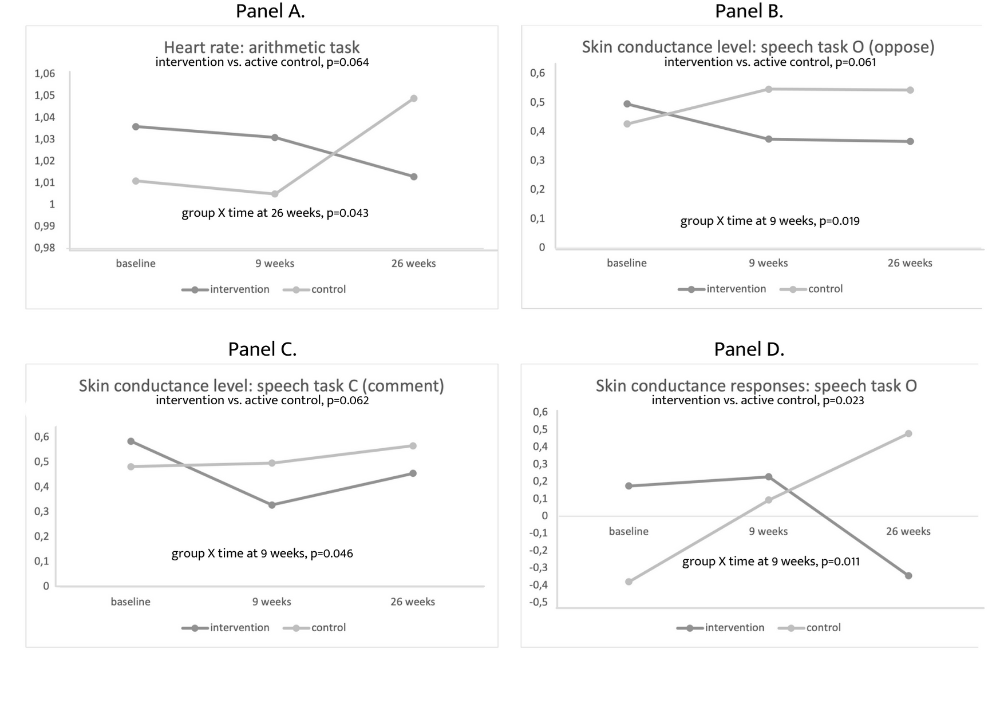 Panel A.
Heart rate: arithmetic task
intervention vs. active control, p=0.064
1,06
1,05
1,04
1,03
1,02
1,01
1
0,99
0,98
group X time at 26 weeks, p=0.043
baseline 9 weeks 26 weeks
intervention control
Panel B.
Skin conductance level: speech task O (oppose)
intervention vs. active control, p=0.061
0,6
0,5
0,4
0,3
0,2
0,1
0
group X time at 9 weeks, p=0.019
baseline 9 weeks 26 weeks
intervention control
Panel C.
Skin conductance level: speech task C (comment)
intervention vs. active control, p=0.062
0,6
0,5
0,4
0,3
0,2
0,1
0
group X time at 9 weeks, p=0.046
baseline 9 weeks 26 weeks
intervention control
Panel D.
Skin conductance responses: speech task O
intervention vs. active control, p=0.023
0,6
0,5
0,4
0,3
0,2
0,1
0
-0,1
-0,2
-0,3
-0,4
-0,5
baseline 9 weeks 26 weeks
group X time at 9 weeks, p=0.011
intervention control